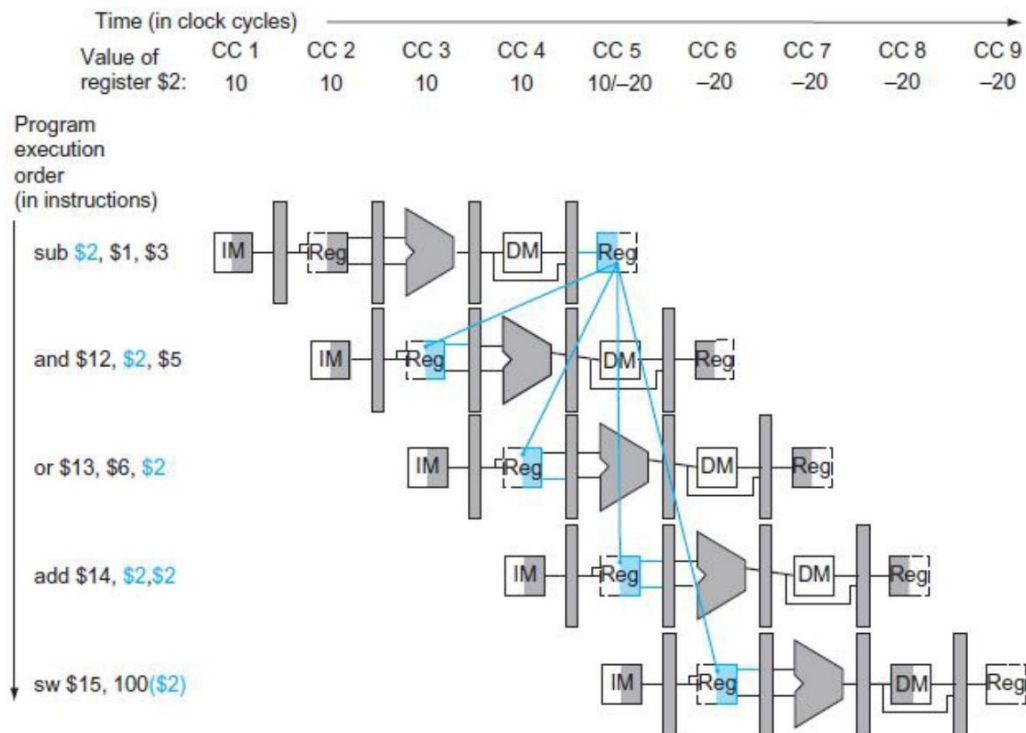 Time (in clock cycles)
Value of register $2:
CC 1 CC 2 CC 3 CC 4 CC 5 CC 6 CC 7 CC 8 CC 9
10 10 10 10 10/–20 –20 –20 –20 –20
Program
execution
order
(in instructions)
sub $2, $1, $3
IM Reg DM Reg
and $12, $2, $5
IM Reg DM Reg
or $13, $6, $2
IM Reg DM Reg
add $14, $2,$2
IM Reg DM Reg
sw $15, 100($2)
IM Reg DM Reg